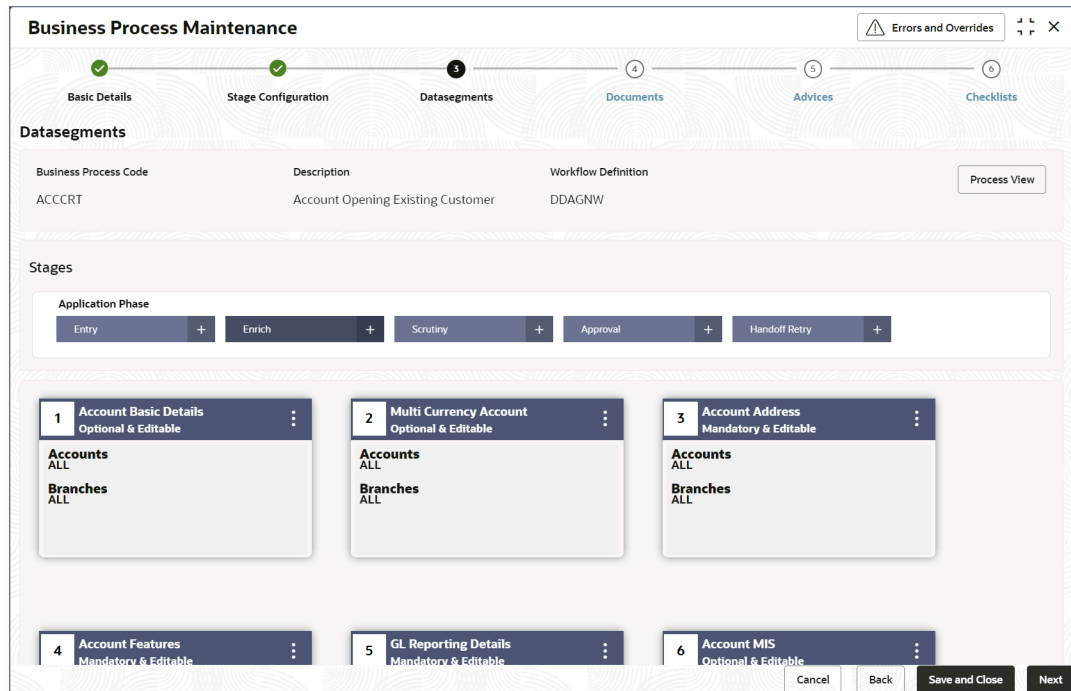 Business Process Maintenance
Errors and Overrides
3 4 5 6
Basic Details Stage Configuration Datasegments Documents Advices Checklists
Datasegments
Business Process Code Description Workflow Definition
Process View
ACCCRT Account Opening Existing Customer DDAGNW
Stages
Application Phase
Entry + Enrich + Scrutiny + Approval + Handoff Retry +
1 Account Basic Details
Optional & Editable
Accounts
ALL
Branches
ALL
2 Multi Currency Account
Optional & Editable
Accounts
ALL
Branches
ALL
3 Account Address
Mandatory & Editable
Accounts
ALL
Branches
ALL
4 Account Features
Mandatory & Editable
5 GL Reporting Details
Mandatory & Editable
6 Account MIS
Optional & Editable
Cancel Back Save and Close Next